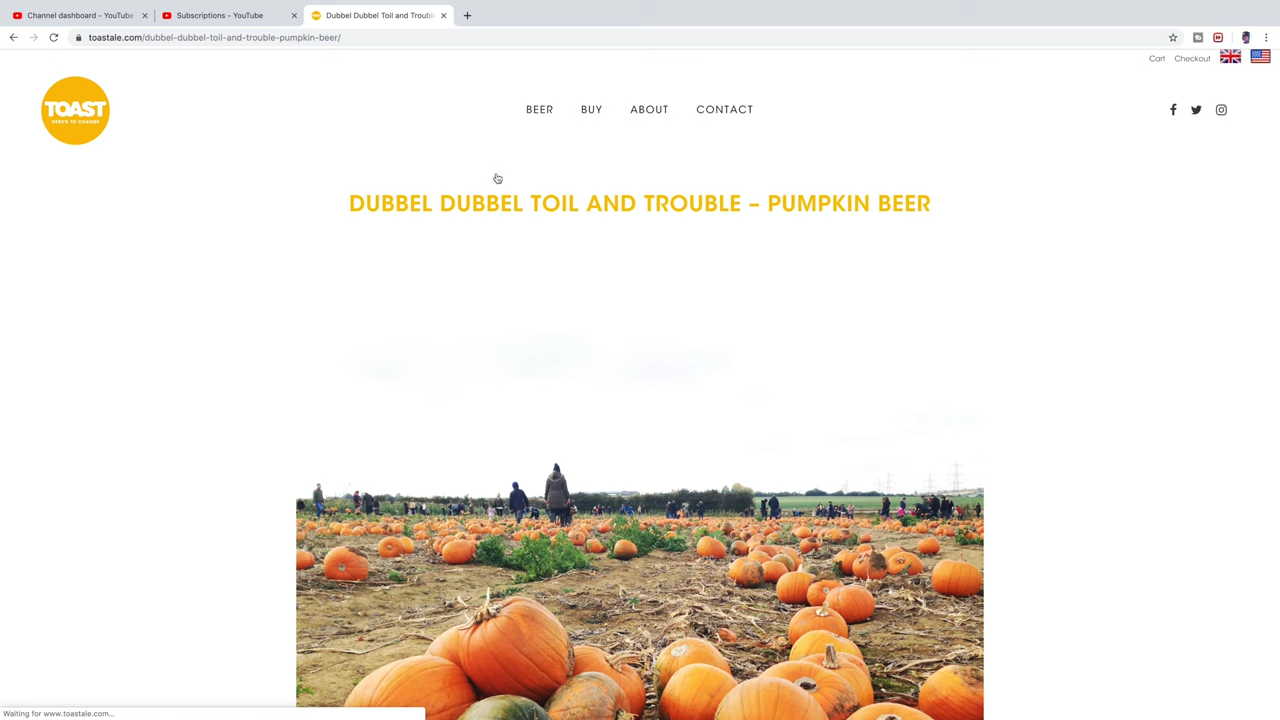 Channel dashboard - YouTube
Subscriptions - YouTube
Dubbel Dubbel Toil and Troubl
toastale.com/dubbel-dubbel-toil-and-trouble-pumpkin-beer/
Cart Checkout
TOAST
HERE'S TO CHANGE
BEER BUY ABOUT CONTACT
DUBBEL DUBBEL TOIL AND TROUBLE – PUMPKIN BEER
Waiting for www.toastale.com...